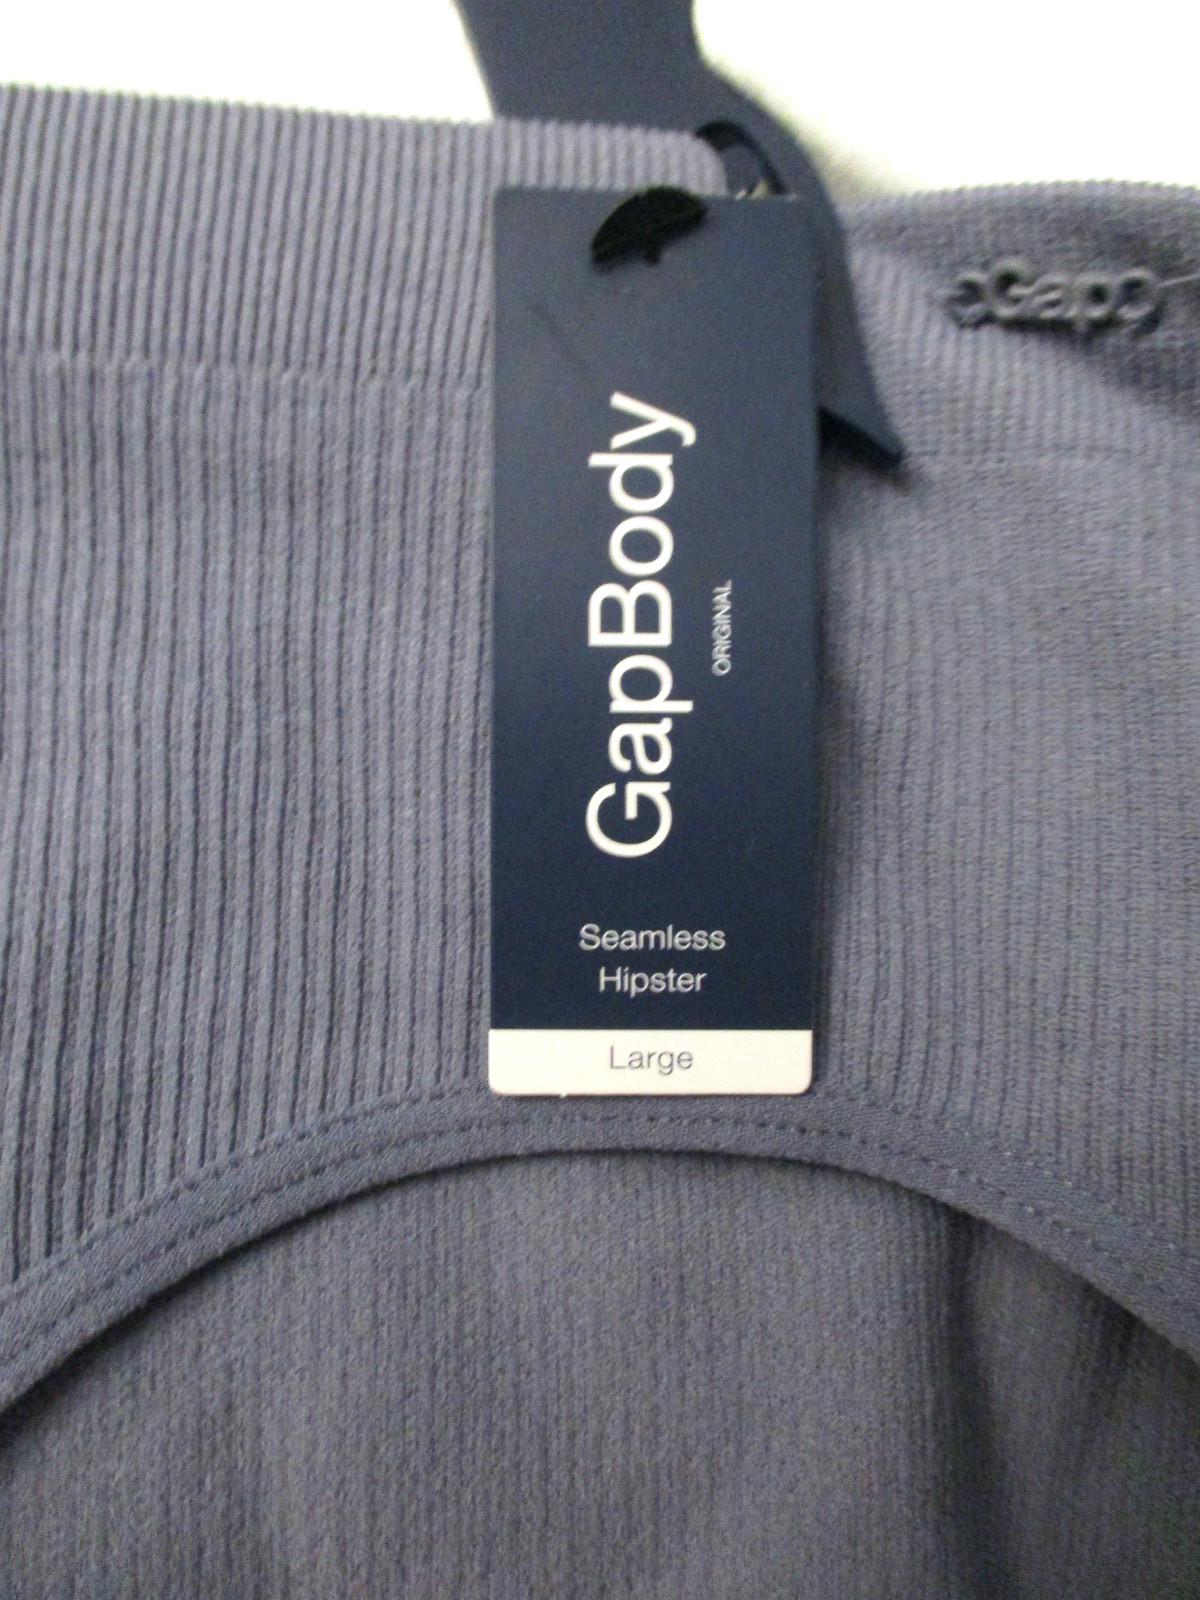 GapBody
ORIGINAL
Seamless
Hipster
Large
Gap